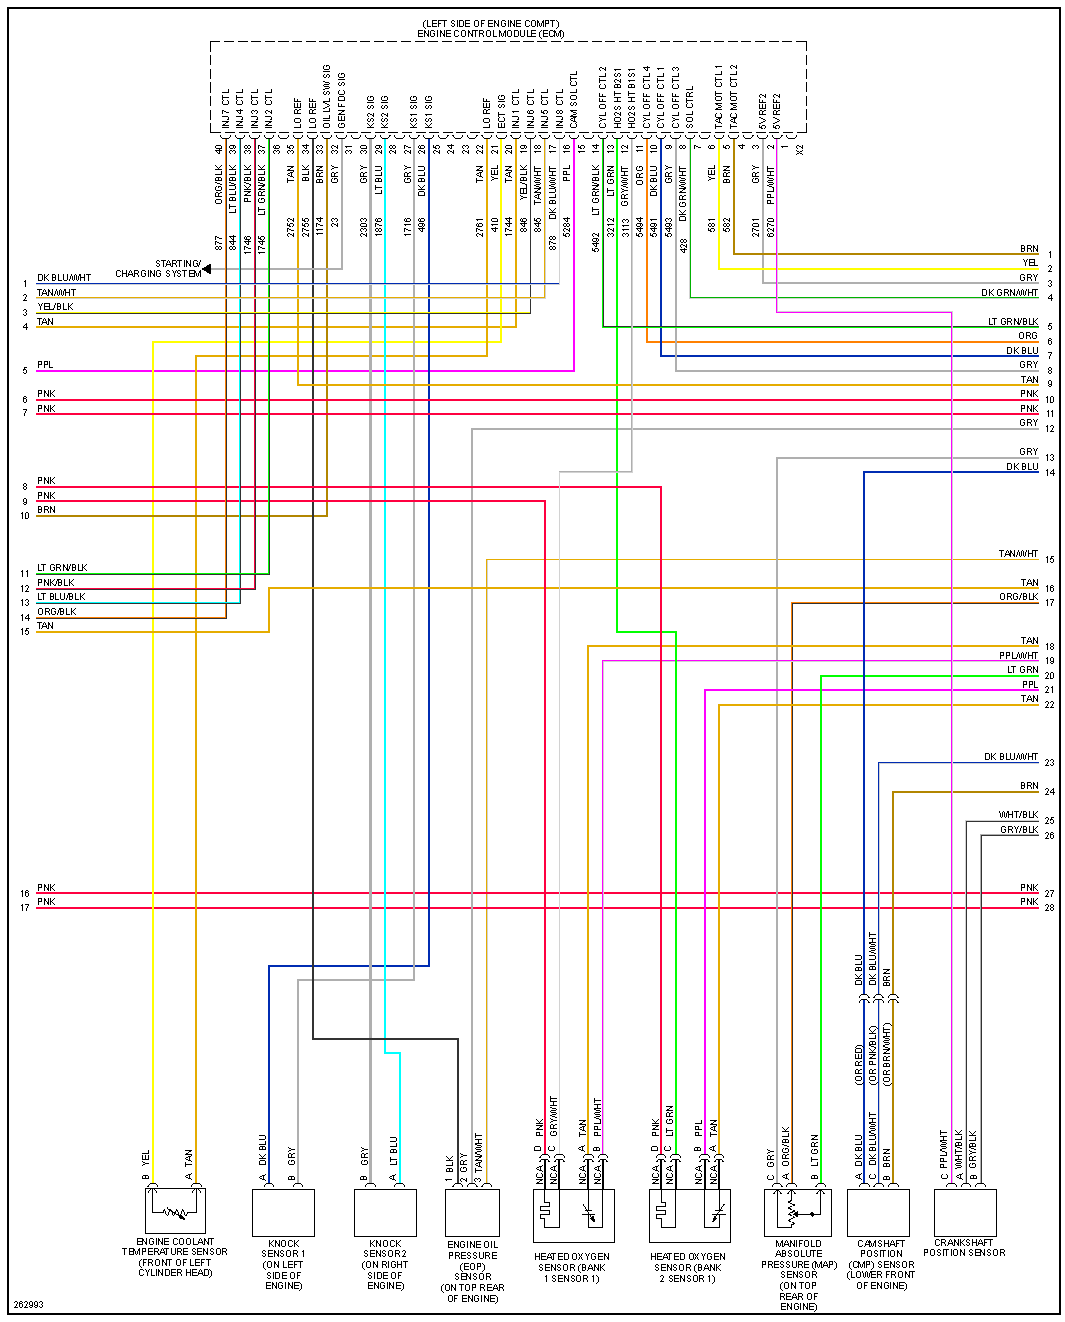 (LEFT SIDE OF ENGINE COMPT)
ENGINE CONTROL MODULE (ECM)
INJ7 CTL
INJ4 CTL
INJ3 CTL
INJ2 CTL
LO REF
LO REF
OIL LVL SW SIG
GEN FDC SIG
KS2 SIG
KS2 SIG
KS1 SIG
KS1 SIG
LO REF
ECT SIG
INJ1 CTL
INJ6 CTL
INJ5 CTL
INJ8 CTL
CAM SOL CTL
CYL OFF CTL2
HO2S HT B2S1
HO2S HT B1S1
CYL OFF CTL4
CYL OFF CTL1
CYL OFF CTL3
SOL CTRL
TAC MOT CTL1
TAC MOT CTL2
5V REF2
5V REF2
40 39 38 37 36 35 34 33 32 31 30 29 28 27 26 25 24 23 22 21 20 19 18 17 16 15 14 13 12 11 10 9 8 7 6 5 4 3 2 1 X2
ORG/BLK
LT BLU/BLK
PNK/BLK
LT GRN/BLK
TAN
BLK
BRN
GRY
GRY
LT BLU
GRY
DK BLU
TAN
YEL
TAN
YEL/BLK
TAN/WHT
DK BLU/WHT
PPL
LT GRN/BLK
LT GRN
GRY/WHT
ORG
DK BLU
GRY
DK GRN/WHT
YEL
BRN
GRY
PPL/WHT
877
844
1746
1745
2752
2755
1174
23
2303
1876
1716
496
2761
410
1744
846
845
878
5284
5492
3212
3113
5494
5491
5493
428
581
582
2701
6270
STARTING/
CHARGING SYSTEM
1 DK BLU/WHT
2 TAN/WHT
3 YEL/BLK
4 TAN
5 PPL
6 PNK
7 PNK
8 PNK
9 PNK
10 BRN
11 LT GRN/BLK
12 PNK/BLK
13 LT BLU/BLK
14 ORG/BLK
15 TAN
16 PNK
17 PNK
BRN 1
YEL 2
GRY 3
DK GRN/WHT 4
LT GRN/BLK 5
ORG 6
DK BLU 7
GRY 8
TAN 9
PNK 10
PNK 11
GRY 12
GRY 13
DK BLU 14
TAN/WHT 15
TAN 16
ORG/BLK 17
TAN 18
PPL/WHT 19
LT GRN 20
PPL 21
TAN 22
DK BLU/WHT 23
BRN 24
WHT/BLK 25
GRY/BLK 26
PNK 27
PNK 28
DK BLU
DK BLU/WHT
BRN
(OR RED)
(OR PNK/BLK)
(OR BRN/WHT)
B YEL
A TAN
A DK BLU
B GRY
B GRY
A LT BLU
1 BLK
2 GRY
3 TAN/WHT
D PNK
C GRY/WHT
A TAN
B PPL/WHT
D PNK
C LT GRN
B PPL
A TAN
C GRY
A ORG/BLK
B LT GRN
A DK BLU
C DK BLU/WHT
B BRN
C PPL/WHT
A WHT/BLK
B GRY/BLK
NCA
NCA
NCA
NCA
NCA
NCA
NCA
NCA
ENGINE COOLANT
TEMPERATURE SENSOR
(FRONT OF LEFT
CYLINDER HEAD)
KNOCK
SENSOR 1
(ON LEFT
SIDE OF
ENGINE)
KNOCK
SENSOR 2
(ON RIGHT
SIDE OF
ENGINE)
ENGINE OIL
PRESSURE
(EOP)
SENSOR
(ON TOP REAR
OF ENGINE)
HEATED OXYGEN
SENSOR (BANK
1 SENSOR 1)
HEATED OXYGEN
SENSOR (BANK
2 SENSOR 1)
MANIFOLD
ABSOLUTE
PRESSURE (MAP)
SENSOR
(ON TOP
REAR OF
ENGINE)
CAMSHAFT
POSITION
(CMP) SENSOR
(LOWER FRONT
OF ENGINE)
CRANKSHAFT
POSITION SENSOR
262993